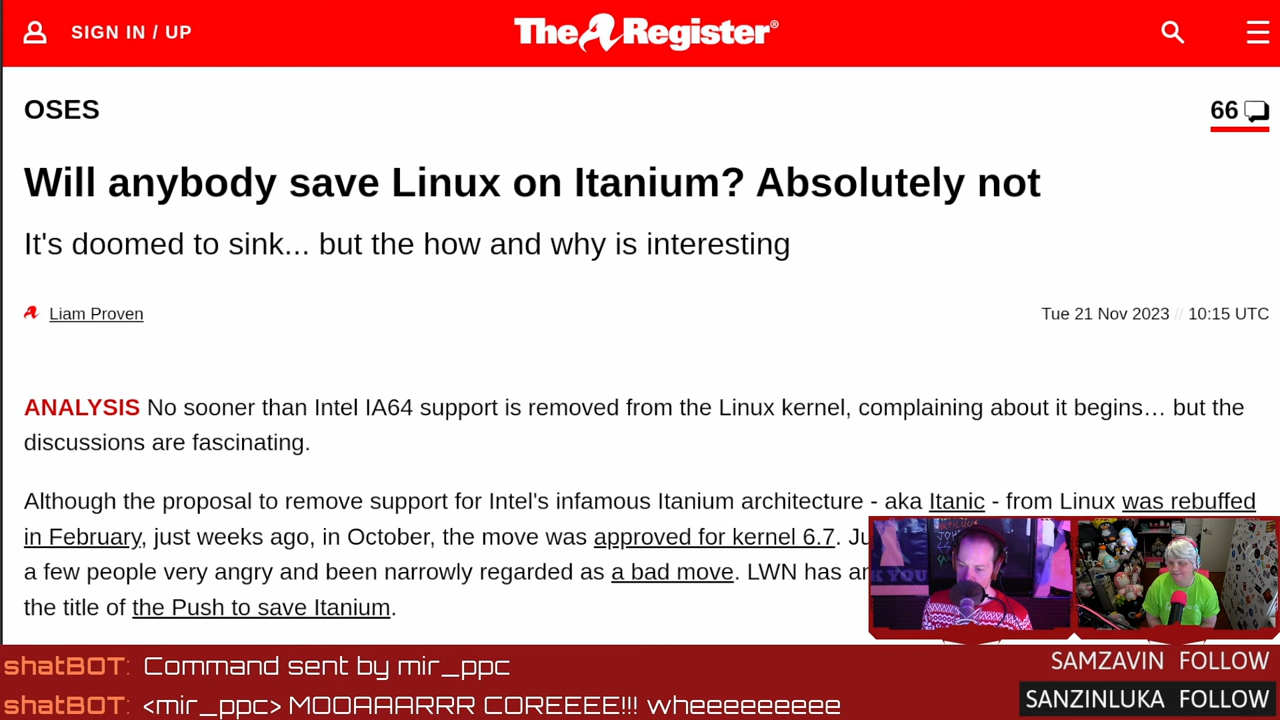 SIGN IN / UP
The Register®
OSES
66
Will anybody save Linux on Itanium? Absolutely not
It's doomed to sink... but the how and why is interesting
Liam Proven
Tue 21 Nov 2023 // 10:15 UTC
ANALYSIS No sooner than Intel IA64 support is removed from the Linux kernel, complaining about it begins… but the
discussions are fascinating.
Although the proposal to remove support for Intel's infamous Itanium architecture - aka Itanic - from Linux was rebuffed
in February, just weeks ago, in October, the move was approved for kernel 6.7.
a few people very angry and been narrowly regarded as a bad move. LWN has
the title of the Push to save Itanium.
shatBOT: Command sent by mir_ppc
shatBOT: <mir_ppc> MOOAAARRR COREEEE!!! wheeeeeeeee
SAMZAVIN FOLLOW
SANZINLUKA FOLLOW